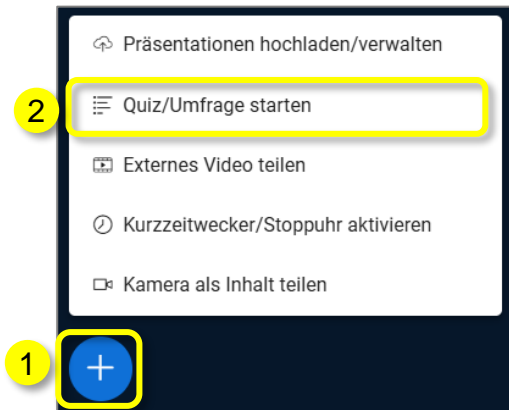 Präsentationen hochladen/verwalten
2
Quiz/Umfrage starten
Externes Video teilen
Kurzzeitwecker/Stoppuhr aktivieren
Kamera als Inhalt teilen
1